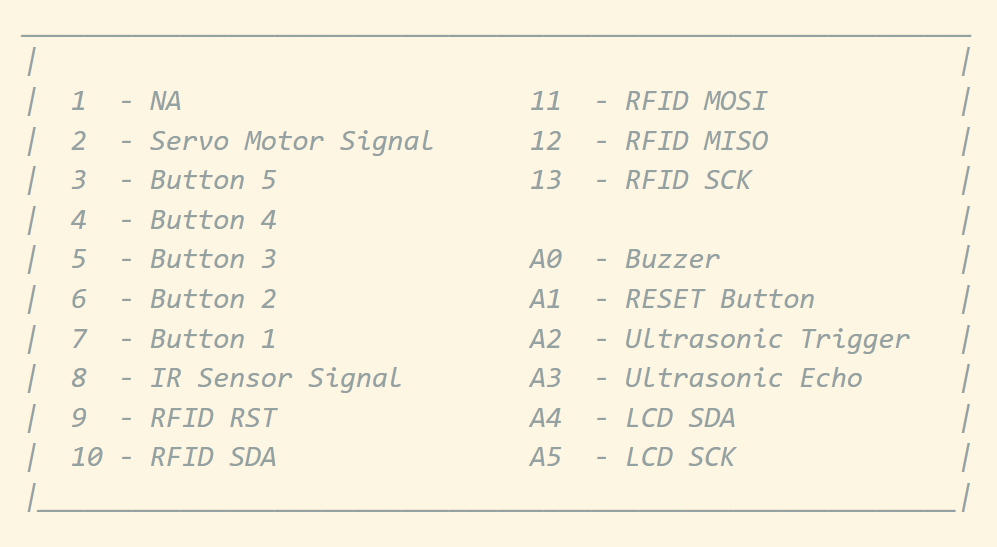 1 - NA 11 - RFID MOSI
2 - Servo Motor Signal 12 - RFID MISO
3 - Button 5 13 - RFID SCK
4 - Button 4
5 - Button 3 A0 - Buzzer
6 - Button 2 A1 - RESET Button
7 - Button 1 A2 - Ultrasonic Trigger
8 - IR Sensor Signal A3 - Ultrasonic Echo
9 - RFID RST A4 - LCD SDA
10 - RFID SDA A5 - LCD SCK